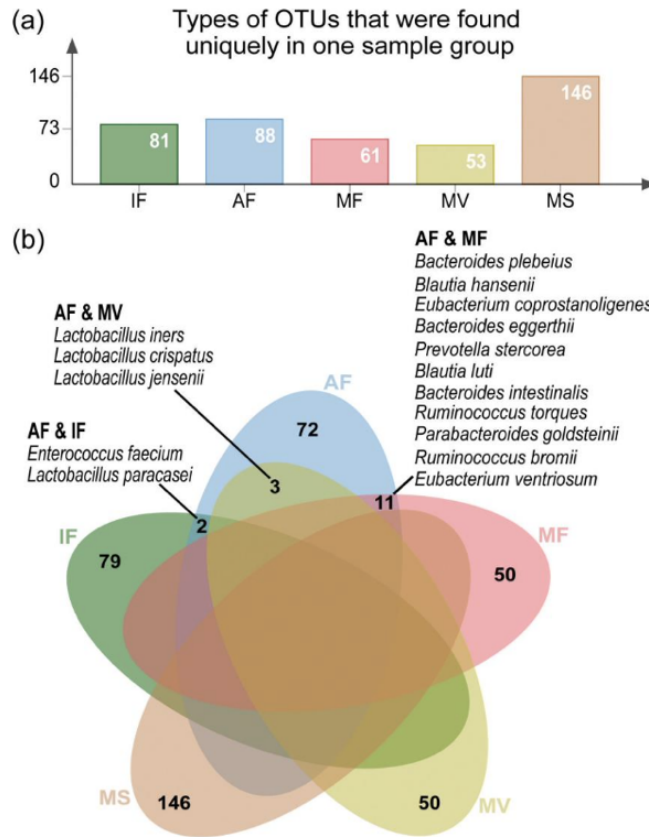 (a)
Types of OTUs that were found
uniquely in one sample group
146
73
0
81
88
61
53
146
IF
AF
MF
MV
MS
(b)
AF & MF
Bacteroides plebeius
Blautia hansenii
Eubacterium coprostanoligenes
Bacteroides eggerthii
Prevotella stercorea
Blautia luti
Bacteroides intestinalis
Ruminococcus torques
Parabacteroides goldsteinii
Ruminococcus bromii
Eubacterium ventriosum
AF & MV
Lactobacillus iners
Lactobacillus crispatus
Lactobacillus jensenii
AF & IF
Enterococcus faecium
Lactobacillus paracasei
AF
72
3
11
2
IF
79
MF
50
MS
146
50
MV